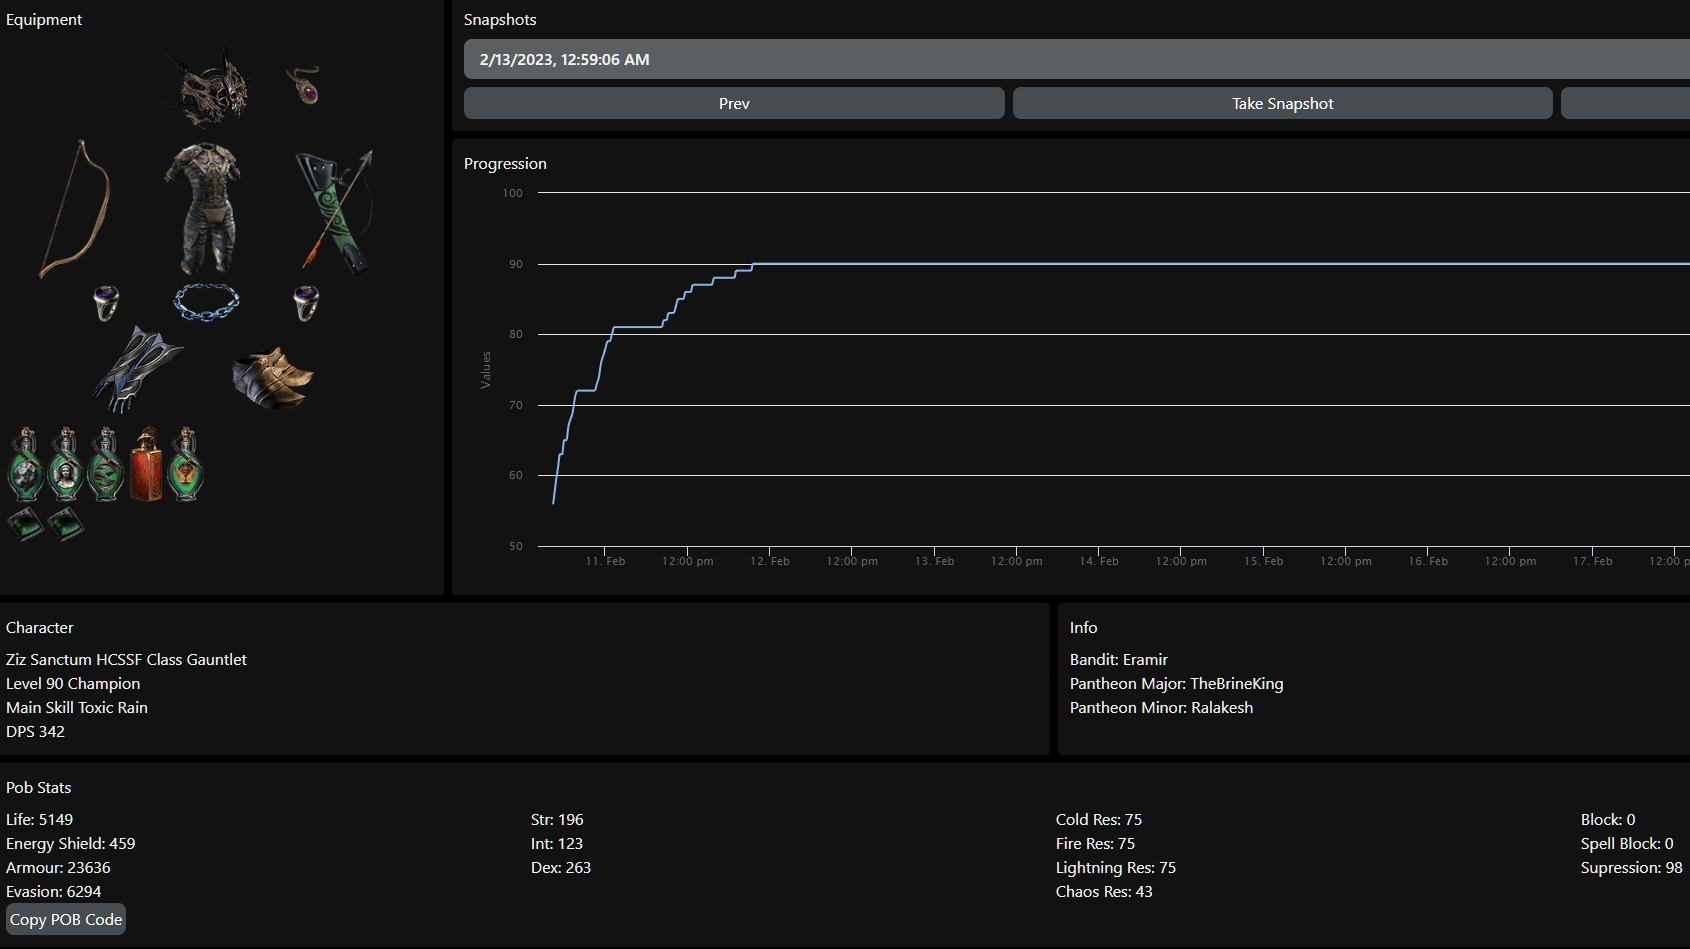 Equipment
Snapshots
2/13/2023, 12:59:06 AM
Prev
Take Snapshot
Progression
100
90
80
70
60
50
Values
11. Feb
12:00 pm
12. Feb
12:00 pm
13. Feb
12:00 pm
14. Feb
12:00 pm
15. Feb
12:00 pm
16. Feb
12:00 pm
17. Feb
12:00 p
Character
Ziz Sanctum HCSSF Class Gauntlet
Level 90 Champion
Main Skill Toxic Rain
DPS 342
Info
Bandit: Eramir
Pantheon Major: TheBrineKing
Pantheon Minor: Ralakesh
Pob Stats
Life: 5149
Energy Shield: 459
Armour: 23636
Evasion: 6294
Str: 196
Int: 123
Dex: 263
Cold Res: 75
Fire Res: 75
Lightning Res: 75
Chaos Res: 43
Block: 0
Spell Block: 0
Supression: 98
Copy POB Code